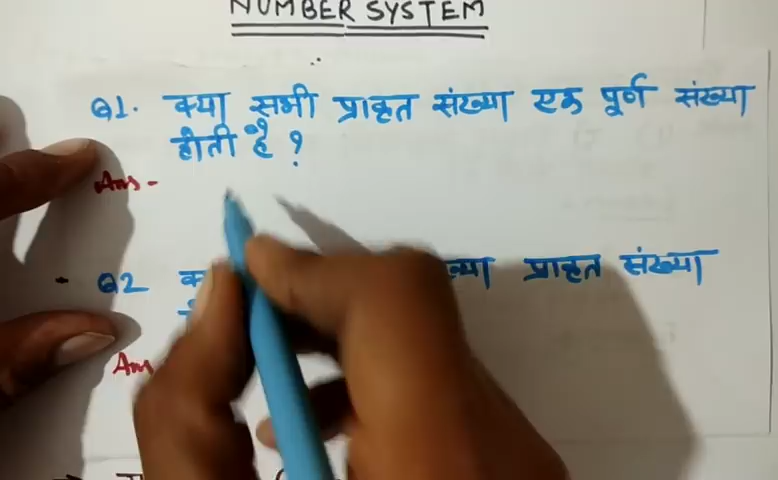 NUMBER SYSTEM
Q1. क्या सभी प्राकृत संख्या एक पूर्ण संख्या
होती है ?
Ans-
Q2 प्राकृत संख्या
Ans